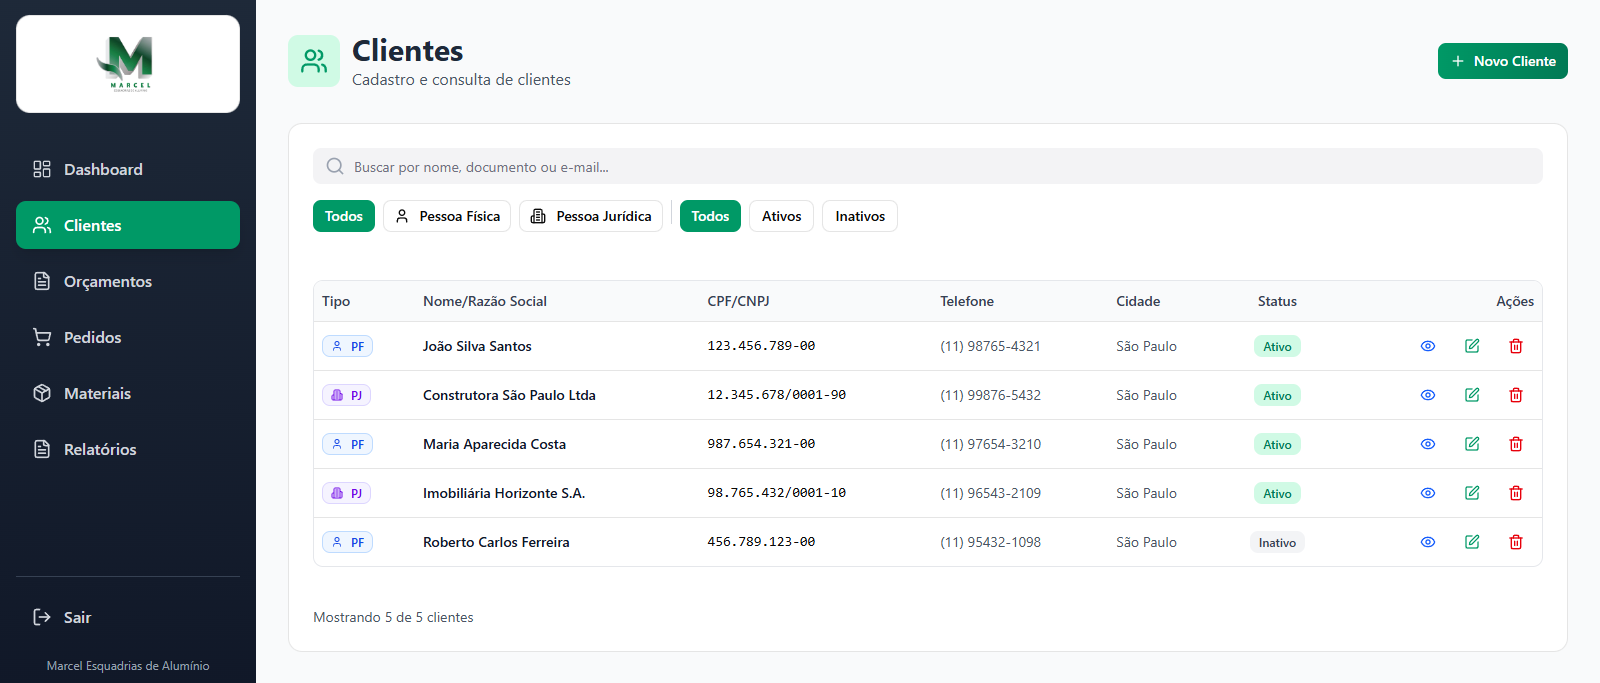 MARCEL
Dashboard
Clientes
Orçamentos
Pedidos
Materiais
Relatórios
Sair
Marcel Esquadrias de Alumínio
Clientes
Cadastro e consulta de clientes
+ Novo Cliente
Buscar por nome, documento ou e-mail...
Todos Pessoa Física Pessoa Jurídica Todos Ativos Inativos
Tipo Nome/Razão Social CPF/CNPJ Telefone Cidade Status Ações
PF João Silva Santos 123.456.789-00 (11) 98765-4321 São Paulo Ativo
PJ Construtora São Paulo Ltda 12.345.678/0001-90 (11) 99876-5432 São Paulo Ativo
PF Maria Aparecida Costa 987.654.321-00 (11) 97654-3210 São Paulo Ativo
PJ Imobiliária Horizonte S.A. 98.765.432/0001-10 (11) 96543-2109 São Paulo Ativo
PF Roberto Carlos Ferreira 456.789.123-00 (11) 95432-1098 São Paulo Inativo
Mostrando 5 de 5 clientes